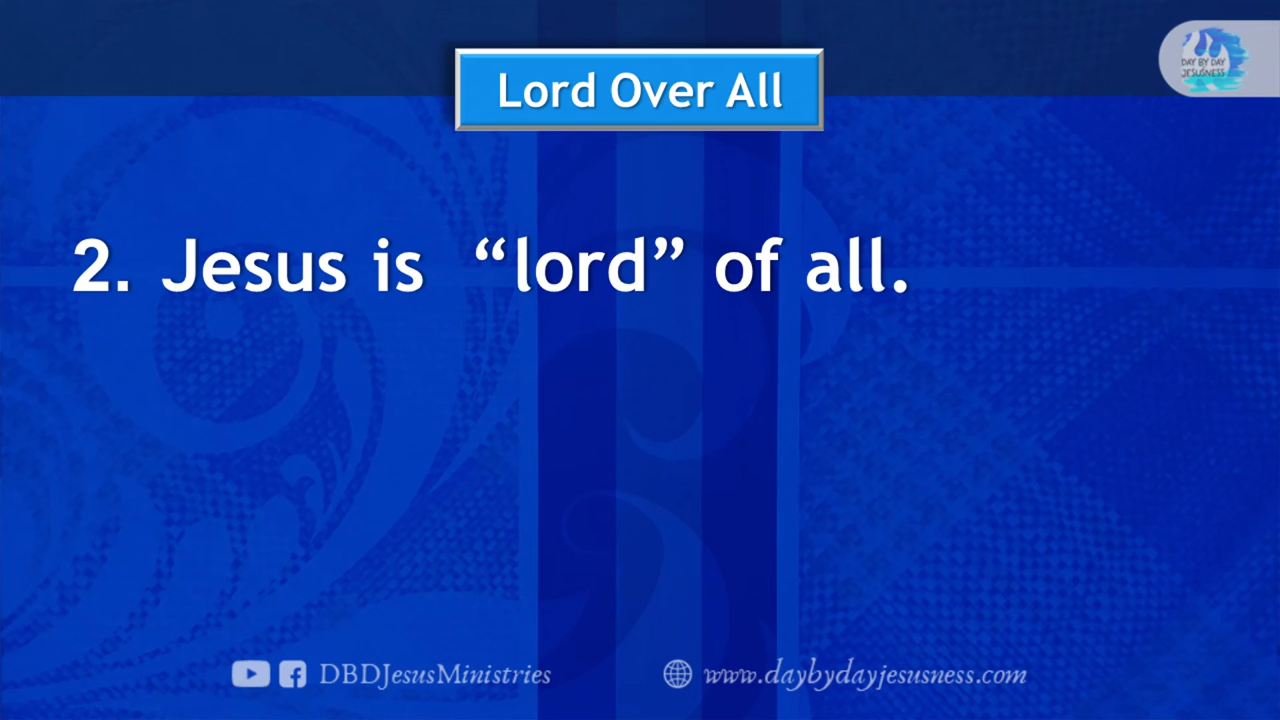 Lord Over All
DAY BY DAY
JESUSNESS
2. Jesus is “lord” of all.
DBDJesusMinistries
www.daybydayjesusness.com